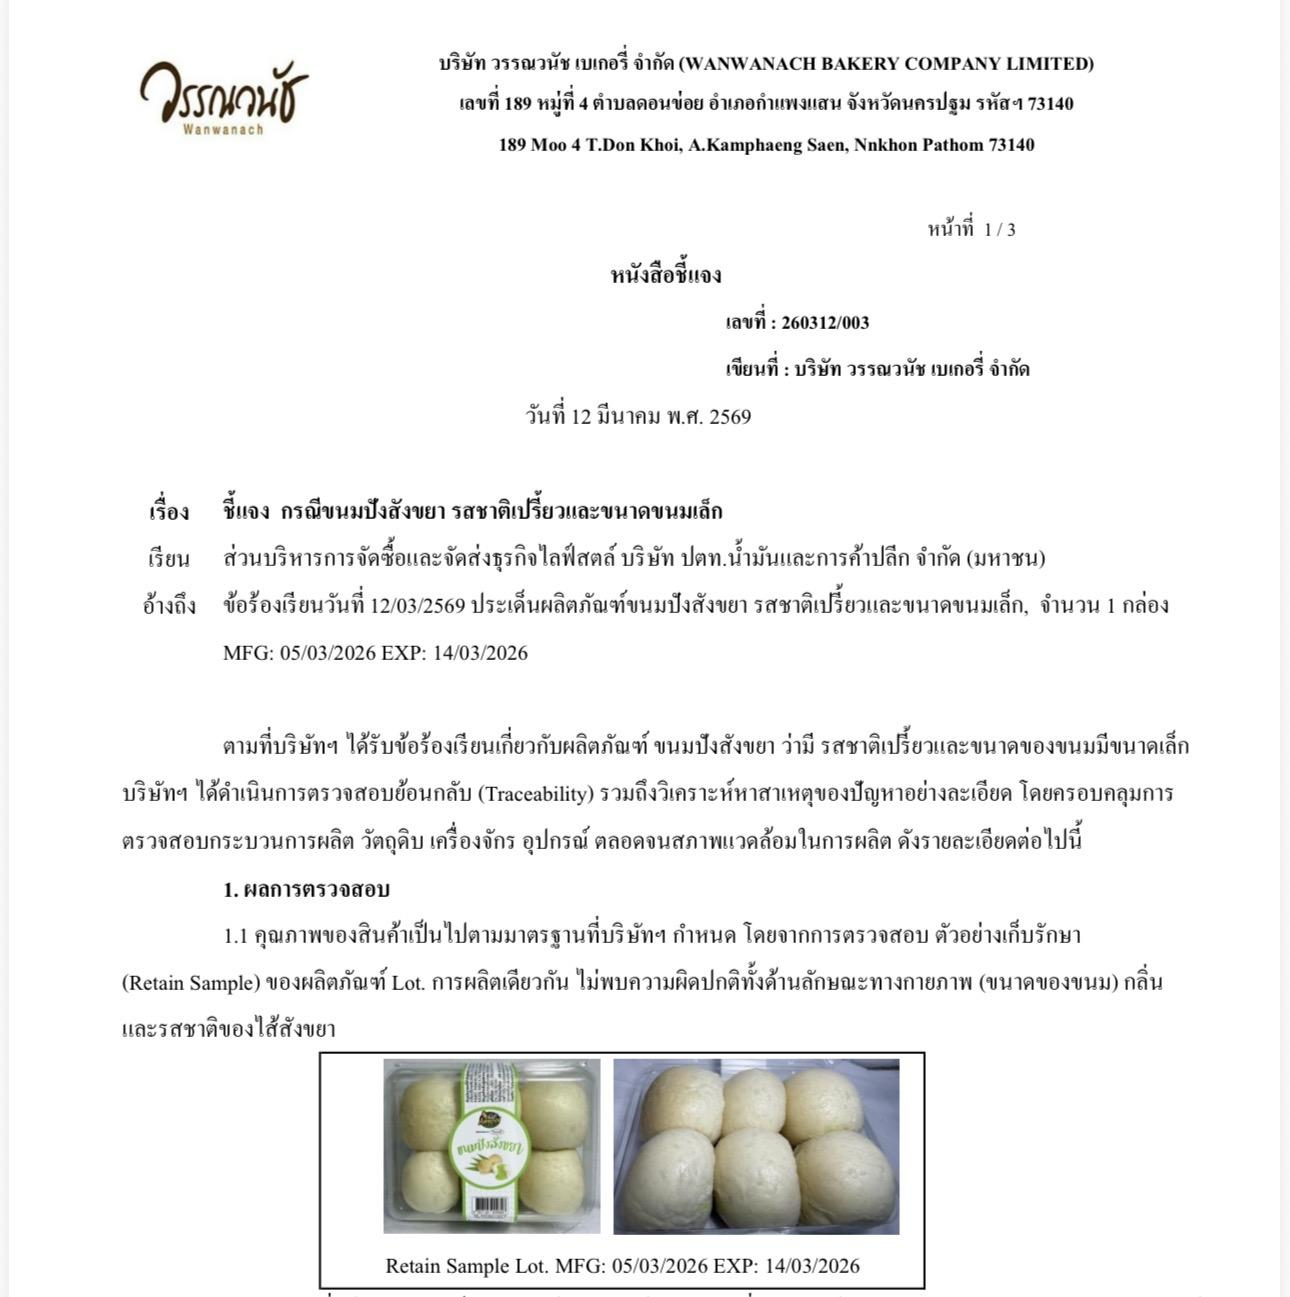 วรรณวนัช
Wanwanach
บริษัท วรรณวนัช เบเกอรี่ จำกัด (WANWANACH BAKERY COMPANY LIMITED)
เลขที่ 189 หมู่ที่ 4 ตำบลดอนข่อย อำเภอกำแพงแสน จังหวัดนครปฐม รหัสฯ 73140
189 Moo 4 T.Don Khoi, A.Kamphaeng Saen, Nnkhon Pathom 73140
หน้าที่ 1 / 3
หนังสือชี้แจง
เลขที่ : 260312/003
เขียนที่ : บริษัท วรรณวนัช เบเกอรี่ จำกัด
วันที่ 12 มีนาคม พ.ศ. 2569
เรื่อง ชี้แจง กรณีขนมปังสังขยา รสชาติเปรี้ยวและขนาดขนมเล็ก
เรียน ส่วนบริหารการจัดซื้อและจัดส่งธุรกิจไลฟ์สตล์ บริษัท ปตท.น้ำมันและการค้าปลีก จำกัด (มหาชน)
อ้างถึง ข้อร้องเรียนวันที่ 12/03/2569 ประเด็นผลิตภัณฑ์ขนมปังสังขยา รสชาติเปรี้ยวและขนาดขนมเล็ก, จำนวน 1 กล่อง
MFG: 05/03/2026 EXP: 14/03/2026
ตามที่บริษัทฯ ได้รับข้อร้องเรียนเกี่ยวกับผลิตภัณฑ์ ขนมปังสังขยา ว่ามี รสชาติเปรี้ยวและขนาดของขนมมีขนาดเล็ก
บริษัทฯ ได้ดำเนินการตรวจสอบย้อนกลับ (Traceability) รวมถึงวิเคราะห์หาสาเหตุของปัญหาอย่างละเอียด โดยครอบคลุมการ
ตรวจสอบกระบวนการผลิต วัตถุดิบ เครื่องจักร อุปกรณ์ ตลอดจนสภาพแวดล้อมในการผลิต ดังรายละเอียดต่อไปนี้
1. ผลการตรวจสอบ
1.1 คุณภาพของสินค้าเป็นไปตามมาตรฐานที่บริษัทฯ กำหนด โดยจากการตรวจสอบ ตัวอย่างเก็บรักษา
(Retain Sample) ของผลิตภัณฑ์ Lot. การผลิตเดียวกัน ไม่พบความผิดปกติทั้งด้านลักษณะทางกายภาพ (ขนาดของขนม) กลิ่น
และรสชาติของไส้สังขยา
ขนมปังสังขยา
Retain Sample Lot. MFG: 05/03/2026 EXP: 14/03/2026